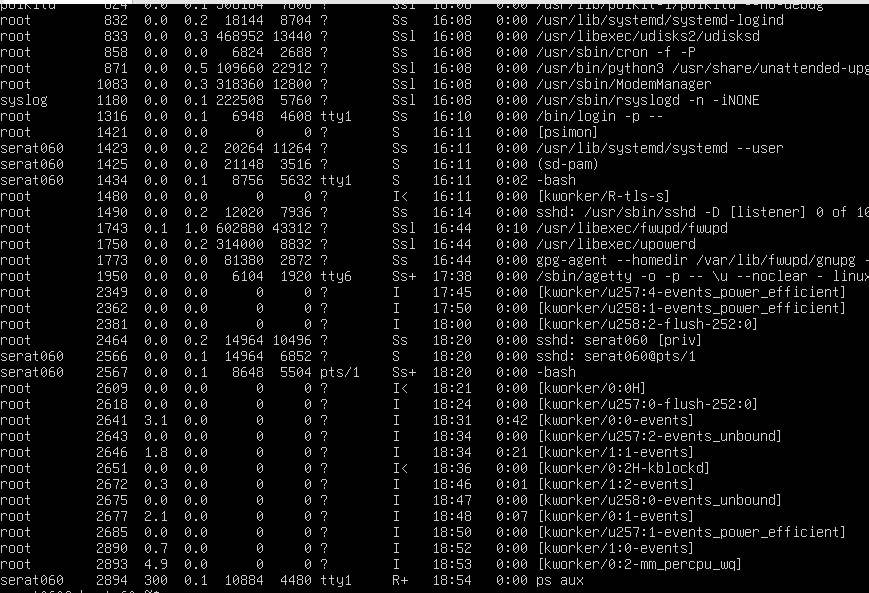 polkitd 824 0.0 0.1 308164 7808 ? Ssl 16:08 0:00 /usr/lib/polkit-1/polkitd --no-debug
root 832 0.0 0.2 18144 8704 ? Ss 16:08 0:00 /usr/lib/systemd/systemd-logind
root 833 0.0 0.3 468952 13440 ? Ssl 16:08 0:00 /usr/libexec/udisks2/udisksd
root 858 0.0 0.0 6824 2688 ? Ss 16:08 0:00 /usr/sbin/cron -f -P
root 871 0.0 0.5 109660 22912 ? Ssl 16:08 0:00 /usr/bin/python3 /usr/share/unattended-upg
root 1083 0.0 0.3 318360 12800 ? Ssl 16:08 0:00 /usr/sbin/ModemManager
syslog 1180 0.0 0.1 222508 5760 ? Ssl 16:08 0:00 /usr/sbin/rsyslogd -n -iNONE
root 1316 0.0 0.1 6948 4608 tty1 Ss 16:10 0:00 /bin/login -p --
root 1421 0.0 0.0 0 0 ? S 16:11 0:00 [psimon]
serat060 1423 0.0 0.2 20264 11264 ? Ss 16:11 0:00 /usr/lib/systemd/systemd --user
serat060 1425 0.0 0.0 21148 3516 ? S 16:11 0:00 (sd-pam)
serat060 1434 0.0 0.1 8756 5632 tty1 S 16:11 0:02 -bash
root 1480 0.0 0.0 0 0 ? I< 16:11 0:00 [kworker/R-tls-s]
root 1490 0.0 0.2 12020 7936 ? Ss 16:14 0:00 sshd: /usr/sbin/sshd -D [listener] 0 of 10
root 1743 0.1 1.0 602880 43312 ? Ssl 16:44 0:10 /usr/libexec/fwupd/fwupd
root 1750 0.0 0.2 314000 8832 ? Ssl 16:44 0:00 /usr/libexec/upowerd
root 1773 0.0 0.0 81380 2872 ? Ss 16:44 0:00 gpg-agent --homedir /var/lib/fwupd/gnupg -
root 1950 0.0 0.0 6104 1920 tty6 Ss+ 17:38 0:00 /sbin/agetty -o -p -- \u --noclear - linux
root 2349 0.0 0.0 0 0 ? I 17:45 0:00 [kworker/u257:4-events_power_efficient]
root 2362 0.0 0.0 0 0 ? I 17:50 0:00 [kworker/u258:1-events_power_efficient]
root 2381 0.0 0.0 0 0 ? I 18:00 0:00 [kworker/u258:2-flush-252:0]
root 2464 0.0 0.2 14964 10496 ? Ss 18:20 0:00 sshd: serat060 [priv]
serat060 2566 0.0 0.1 14964 6852 ? S 18:20 0:00 sshd: serat060@pts/1
serat060 2567 0.0 0.1 8648 5504 pts/1 Ss+ 18:20 0:00 -bash
root 2609 0.0 0.0 0 0 ? I< 18:21 0:00 [kworker/0:0H]
root 2618 0.0 0.0 0 0 ? I 18:24 0:00 [kworker/u257:0-flush-252:0]
root 2641 3.1 0.0 0 0 ? I 18:31 0:42 [kworker/0:0-events]
root 2643 0.0 0.0 0 0 ? I 18:34 0:00 [kworker/u257:2-events_unbound]
root 2646 1.8 0.0 0 0 ? I 18:34 0:21 [kworker/1:1-events]
root 2651 0.0 0.0 0 0 ? I< 18:36 0:00 [kworker/0:2H-kblockd]
root 2672 0.3 0.0 0 0 ? I 18:46 0:01 [kworker/1:2-events]
root 2675 0.0 0.0 0 0 ? I 18:47 0:00 [kworker/u258:0-events_unbound]
root 2677 2.1 0.0 0 0 ? I 18:48 0:07 [kworker/0:1-events]
root 2685 0.0 0.0 0 0 ? I 18:50 0:00 [kworker/u257:1-events_power_efficient]
root 2890 0.7 0.0 0 0 ? I 18:52 0:00 [kworker/1:0-events]
root 2893 4.9 0.0 0 0 ? I 18:53 0:00 [kworker/0:2-mm_percpu_wq]
serat060 2894 300 0.1 10884 4480 tty1 R+ 18:54 0:00 ps aux